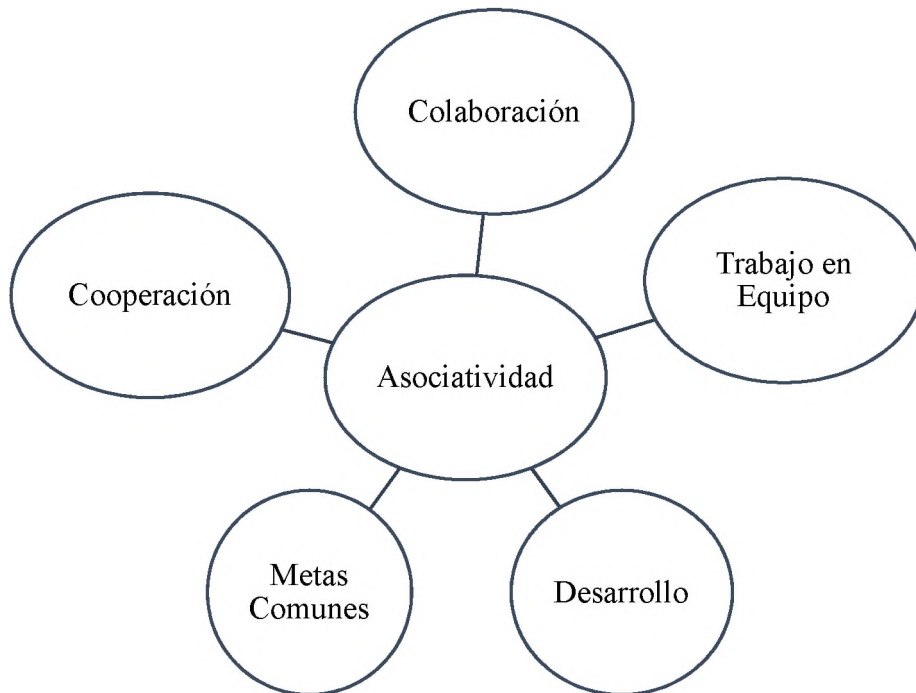 Colaboración
Trabajo en
Equipo
Cooperación
Asociatividad
Metas
Comunes
Desarrollo